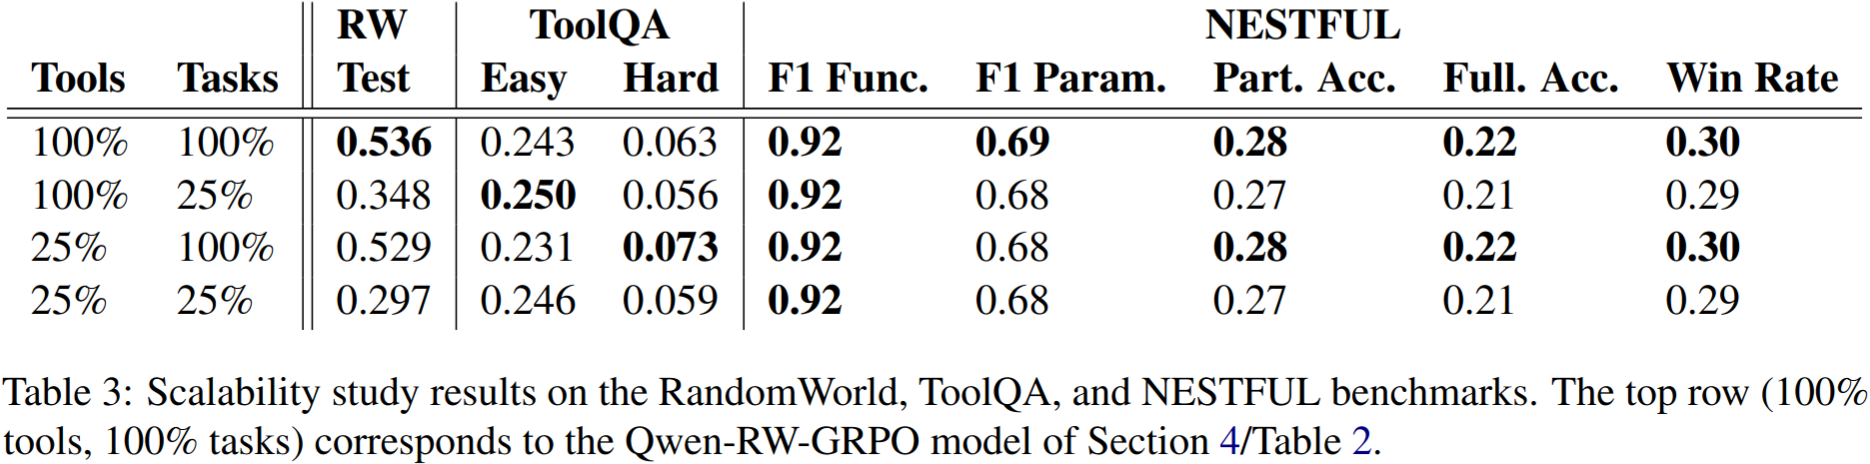 RW ToolQA NESTFUL
Tools Tasks Test Easy Hard F1 Func. F1 Param. Part. Acc. Full. Acc. Win Rate
100% 100% 0.536 0.243 0.063 0.92 0.69 0.28 0.22 0.30
100% 25% 0.348 0.250 0.056 0.92 0.68 0.27 0.21 0.29
25% 100% 0.529 0.231 0.073 0.92 0.68 0.28 0.22 0.30
25% 25% 0.297 0.246 0.059 0.92 0.68 0.27 0.21 0.29
Table 3: Scalability study results on the RandomWorld, ToolQA, and NESTFUL benchmarks. The top row (100%
tools, 100% tasks) corresponds to the Qwen-RW-GRPO model of Section 4/Table 2.